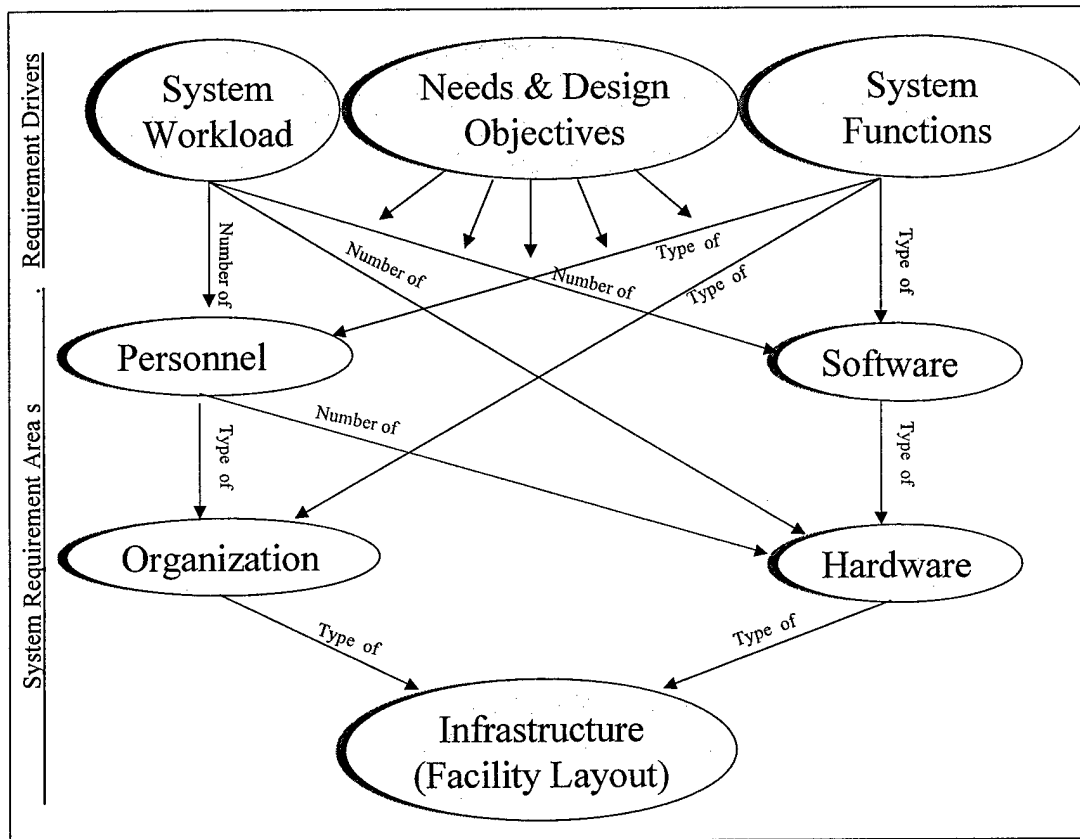 System
Workload
Needs & Design
Objectives
System
Functions
Requirement Drivers
Number of
Number of
Number of
Type of
Type of
Type of
Personnel
Software
Number of
Type of
Type of
System Requirement Area s
Organization
Hardware
Type of
Type of
Infrastructure
(Facility Layout)